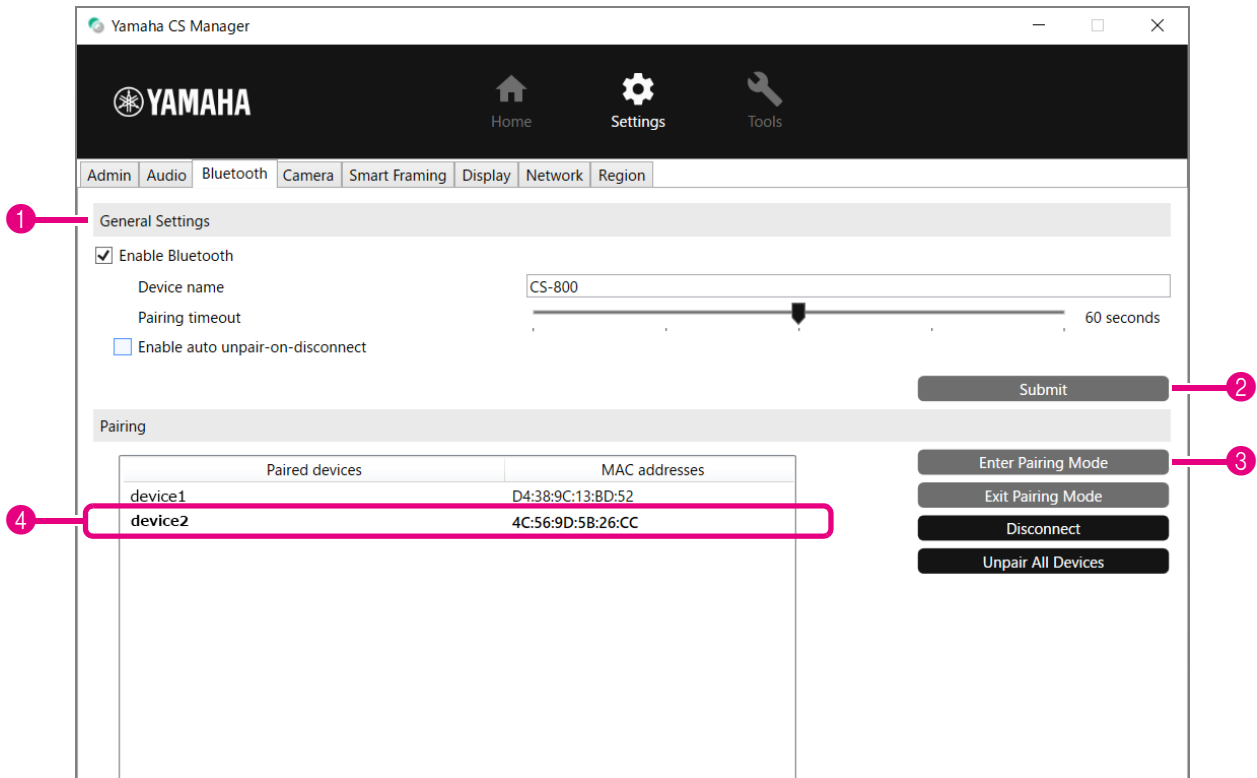 Yamaha CS Manager
YAMAHA
Home Settings Tools
Admin Audio Bluetooth Camera Smart Framing Display Network Region
1
General Settings
Enable Bluetooth
Device name CS-800
Pairing timeout 60 seconds
Enable auto unpair-on-disconnect
Submit 2
Pairing
Paired devices MAC addresses
Enter Pairing Mode 3
device1 D4:38:9C:13:BD:52
Exit Pairing Mode
4 device2 4C:56:9D:5B:26:CC
Disconnect
Unpair All Devices